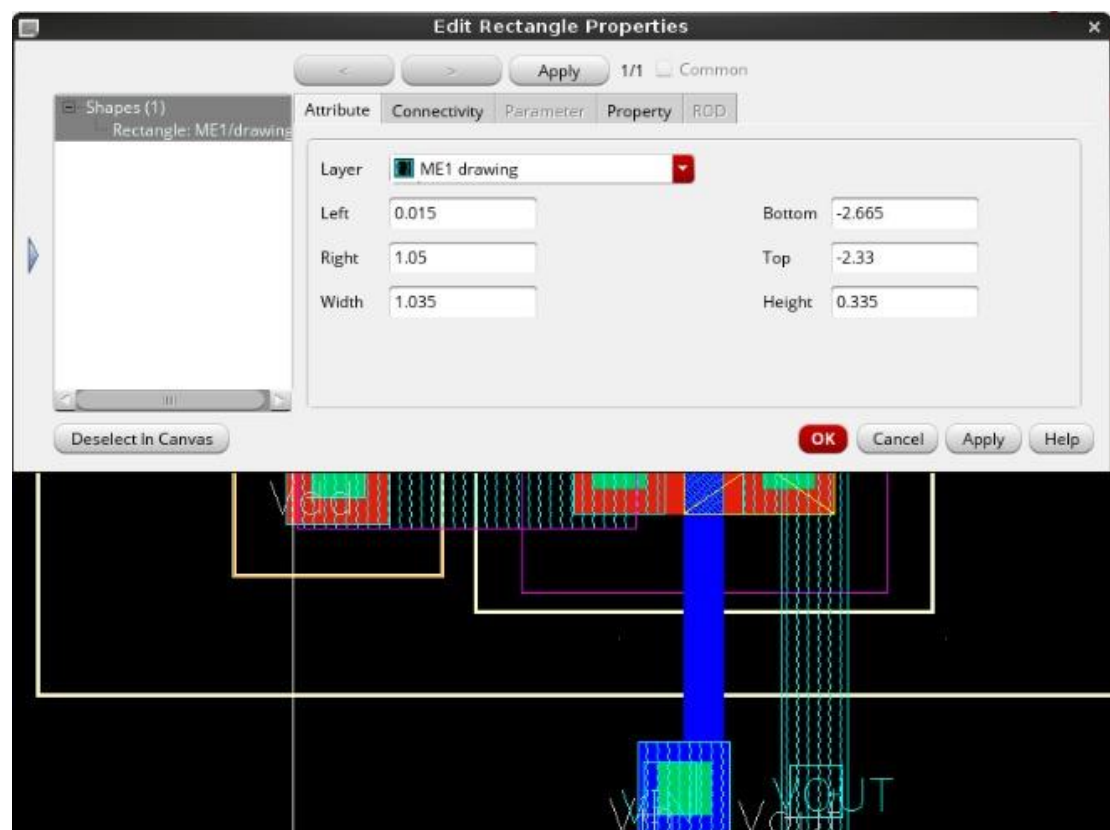 Edit Rectangle Properties
< > Apply 1/1 Common
Shapes (1)
Rectangle: ME1/drawing
Attribute Connectivity Parameter Property ROD
Layer ME1 drawing
Left 0.015 Bottom -2.665
Right 1.05 Top -2.33
Width 1.035 Height 0.335
Deselect In Canvas OK Cancel Apply Help
Vdd
VOUT